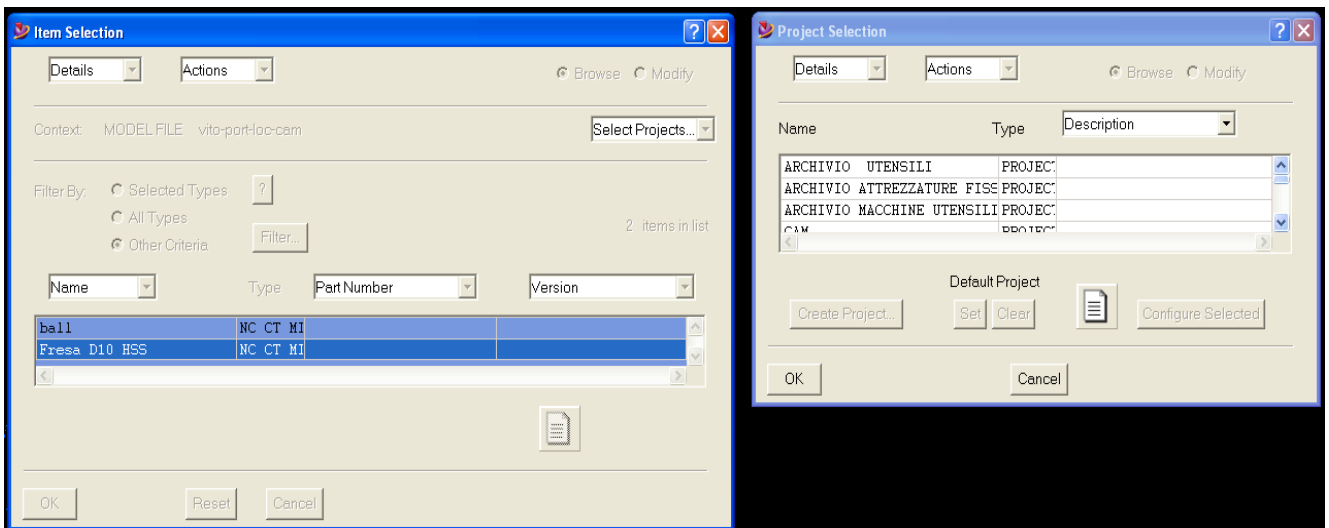 Item Selection
Details Actions Browse Modify
Context: MODEL FILE vito-port-loc-cam Select Projects...
Filter By: Selected Types ?
All Types
2 items in list
Other Criteria Filter...
Name Type Part Number Version
ball NC CT MI
Fresa D10 HSS NC CT MI
OK Reset Cancel
Project Selection
Details Actions Browse Modify
Name Type Description
ARCHIVIO UTENSILI PROJECT
ARCHIVIO ATTREZZATURE FISS PROJECT
ARCHIVIO MACCHINE UTENSILI PROJECT
CAM PROJECT
Default Project
Create Project... Set Clear Configure Selected
OK Cancel